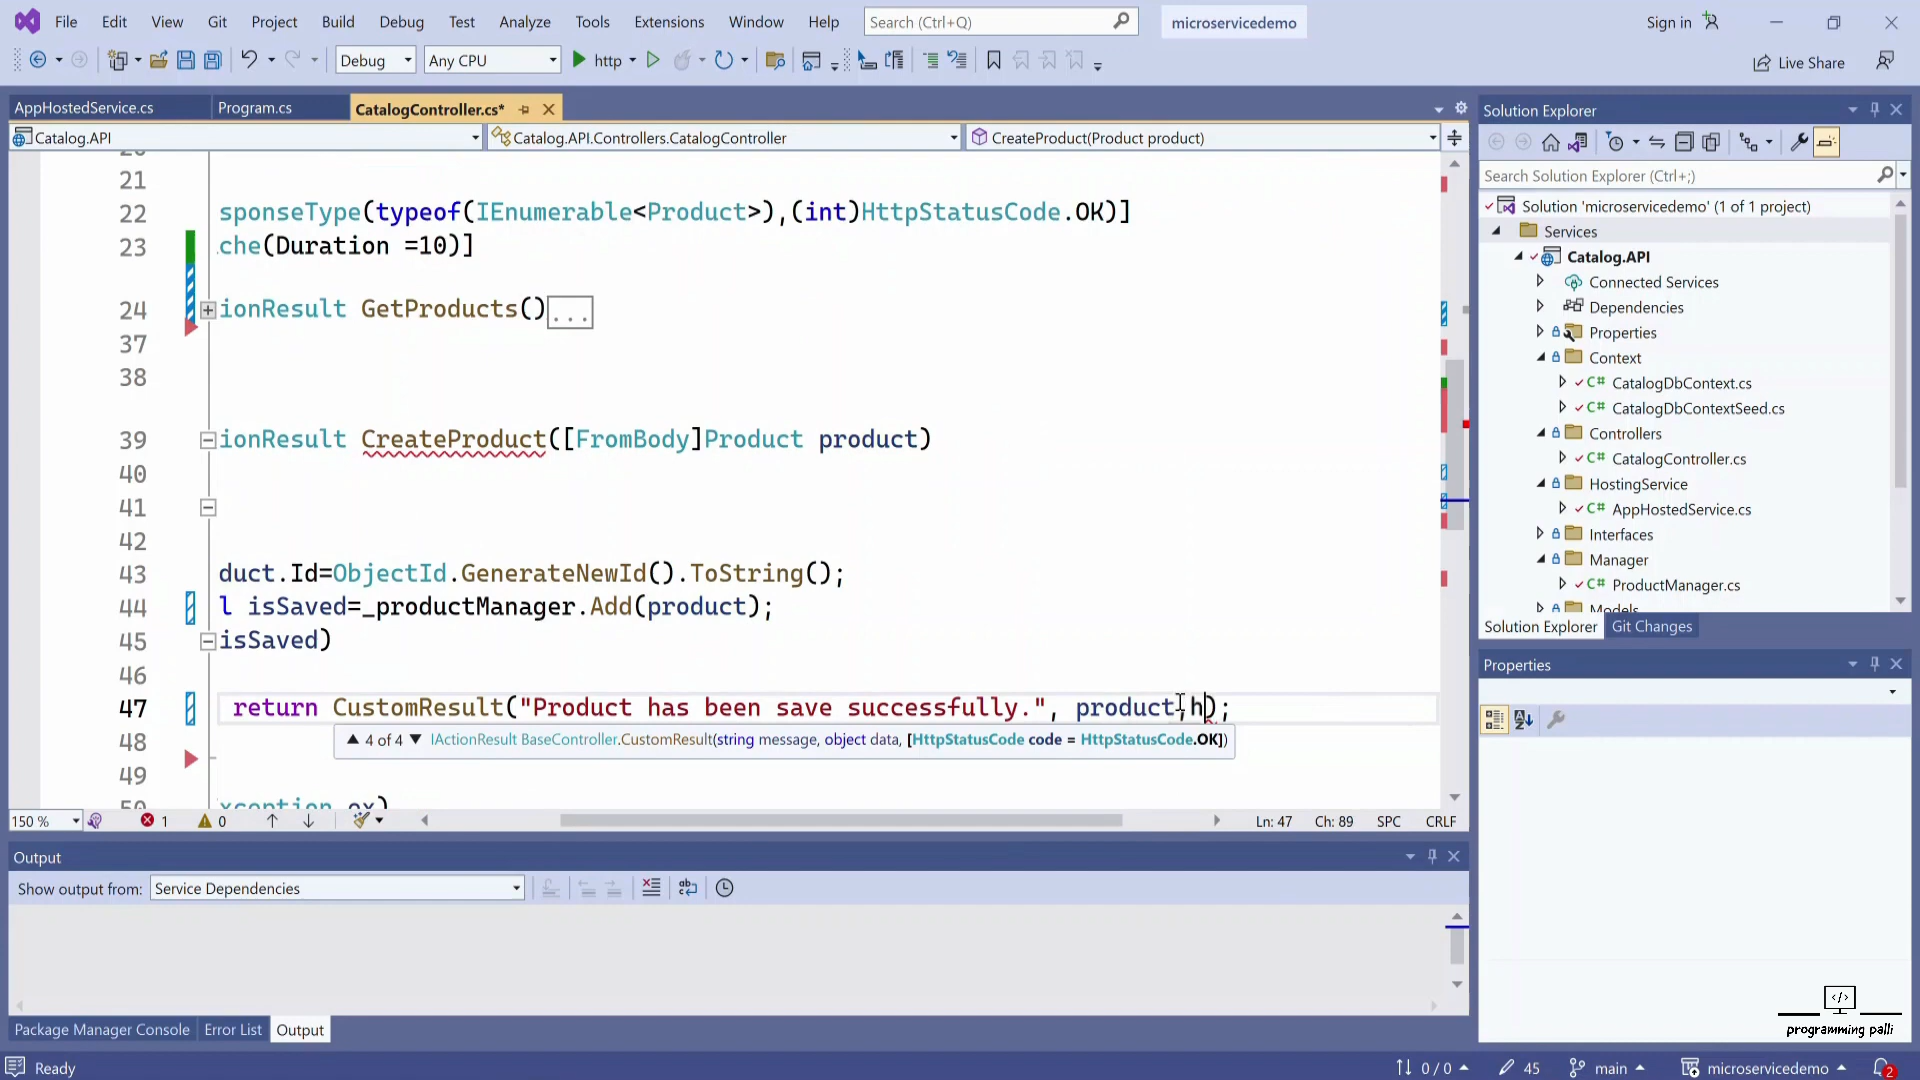 File Edit View Git Project Build Debug Test Analyze Tools Extensions Window Help Search (Ctrl+Q) microservicedemo Sign in
Debug Any CPU http Live Share
AppHostedService.cs Program.cs CatalogController.cs*
Catalog.API Catalog.API.Controllers.CatalogController CreateProduct(Product product)
21
22 sponseType(typeof(IEnumerable<Product>),(int)HttpStatusCode.OK)]
23 che(Duration =10)]
24 ionResult GetProducts()...
37
38
39 ionResult CreateProduct([FromBody]Product product)
40
41
42
43 duct.Id=ObjectId.GenerateNewId().ToString();
44 l isSaved=_productManager.Add(product);
45 isSaved)
46
47 return CustomResult("Product has been save successfully.", product,h);
48 4 of 4 IActionResult BaseController.CustomResult(string message, object data, [HttpStatusCode code = HttpStatusCode.OK])
49
50 xception ex)
150 % 1 0 Ln: 47 Ch: 89 SPC CRLF
Output
Show output from: Service Dependencies
Package Manager Console Error List Output
Solution Explorer
Search Solution Explorer (Ctrl+;)
Solution 'microservicedemo' (1 of 1 project)
Services
Catalog.API
Connected Services
Dependencies
Properties
Context
C# CatalogDbContext.cs
C# CatalogDbContextSeed.cs
Controllers
C# CatalogController.cs
HostingService
C# AppHostedService.cs
Interfaces
Manager
C# ProductManager.cs
Models
Solution Explorer Git Changes
Properties
</> 
programming palli
Ready 0 / 0 45 main microservicedemo 2